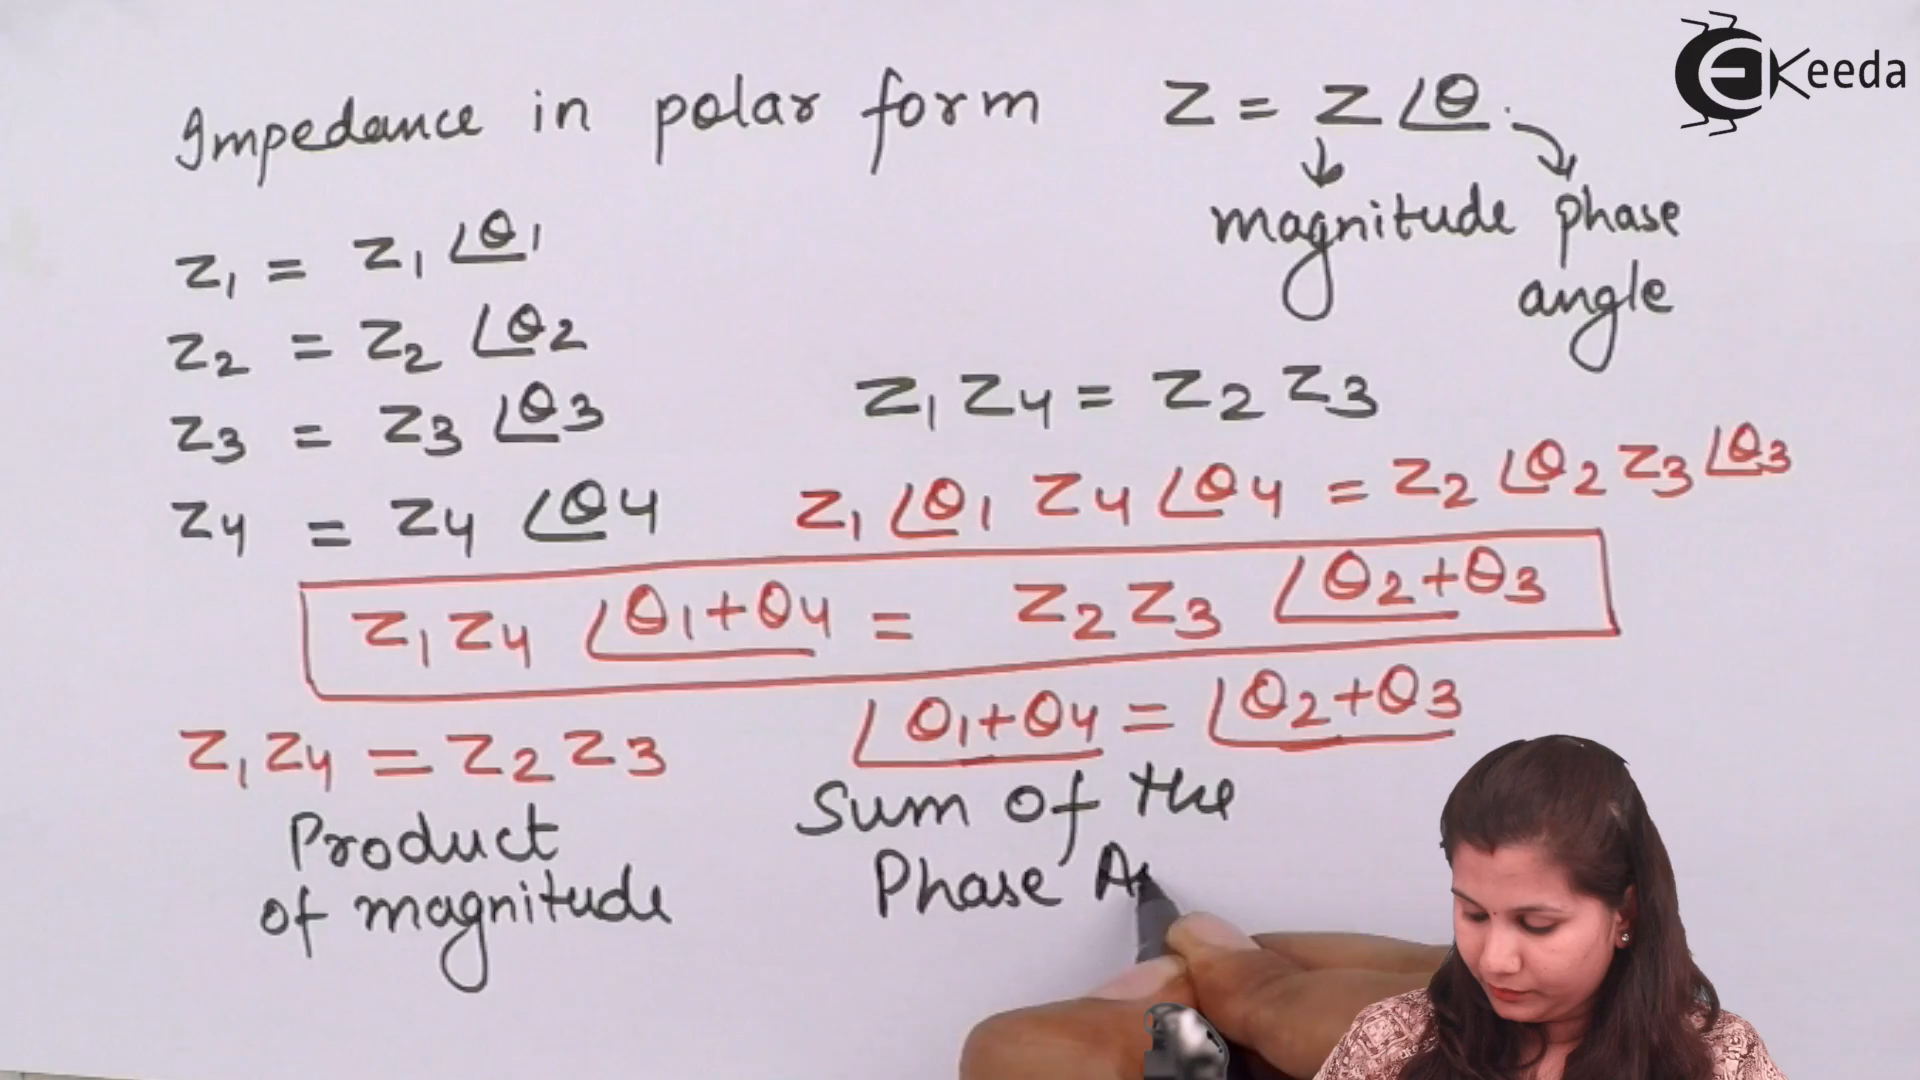 EKeeda
Impedance in polar form Z = Z ∠θ
magnitude phase angle
Z₁ = Z₁ ∠θ₁
Z₂ = Z₂ ∠θ₂
Z₃ = Z₃ ∠θ₃
Z₄ = Z₄ ∠θ₄
Z₁ Z₄ = Z₂ Z₃
Z₁ ∠θ₁ Z₄ ∠θ₄ = Z₂ ∠θ₂ Z₃ ∠θ₃
Z₁ Z₄ ∠θ₁+θ₄ = Z₂ Z₃ ∠θ₂+θ₃
Z₁ Z₄ = Z₂ Z₃
Product
of magnitude
∠θ₁+θ₄ = ∠θ₂+θ₃
Sum of the
Phase